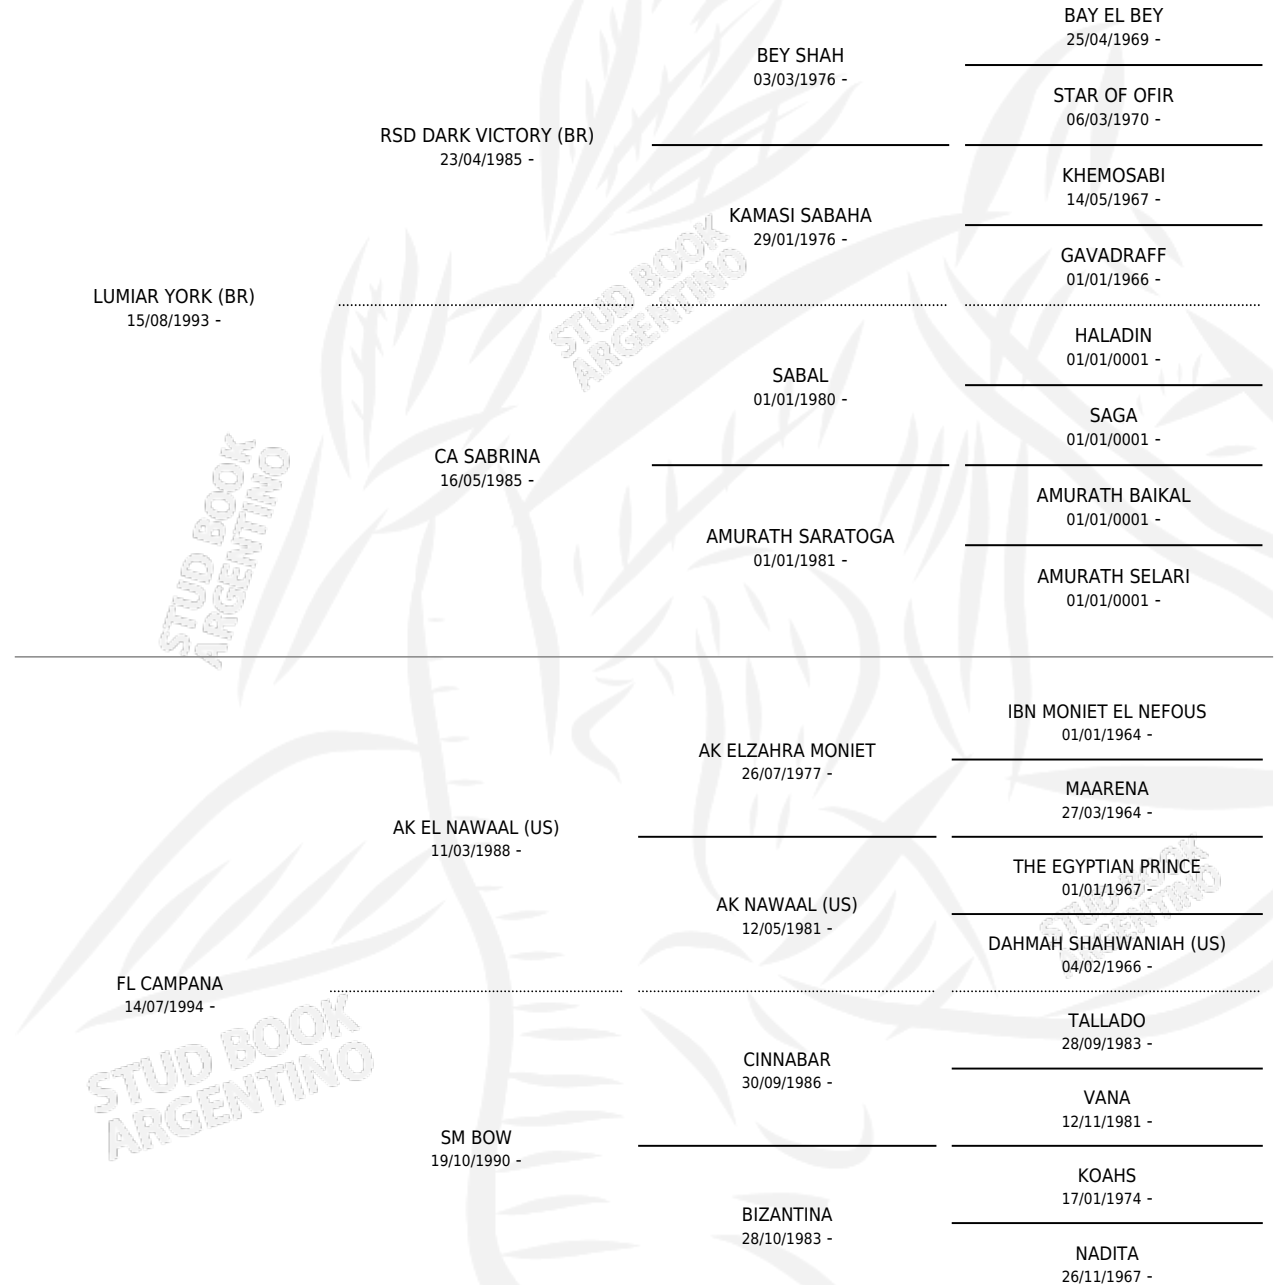 BAY EL BEY
25/04/1969 -
BEY SHAH
03/03/1976 -
STAR OF OFIR
06/03/1970 -
RSD DARK VICTORY (BR)
23/04/1985 -
KHEMOSABI
14/05/1967 -
KAMASI SABAHA
29/01/1976 -
GAVADRAFF
01/01/1966 -
LUMIAR YORK (BR)
15/08/1993 -
HALADIN
01/01/0001 -
SABAL
01/01/1980 -
SAGA
01/01/0001 -
CA SABRINA
16/05/1985 -
AMURATH BAIKAL
01/01/0001 -
AMURATH SARATOGA
01/01/1981 -
AMURATH SELARI
01/01/0001 -
STUD BOOK
ARGENTINO
STUD BOOK
ARGENTINO
IBN MONIET EL NEFOUS
01/01/1964 -
AK ELZAHRA MONIET
26/07/1977 -
MAARENA
27/03/1964 -
AK EL NAWAAL (US)
11/03/1988 -
THE EGYPTIAN PRINCE
01/01/1967 -
AK NAWAAL (US)
12/05/1981 -
DAHMAH SHAHWANIAH (US)
04/02/1966 -
FL CAMPANA
14/07/1994 -
TALLADO
28/09/1983 -
CINNABAR
30/09/1986 -
VANA
12/11/1981 -
SM BOW
19/10/1990 -
KOAHS
17/01/1974 -
BIZANTINA
28/10/1983 -
NADITA
26/11/1967 -
STUD BOOK
ARGENTINO
STUD BOOK
ARGENTINO